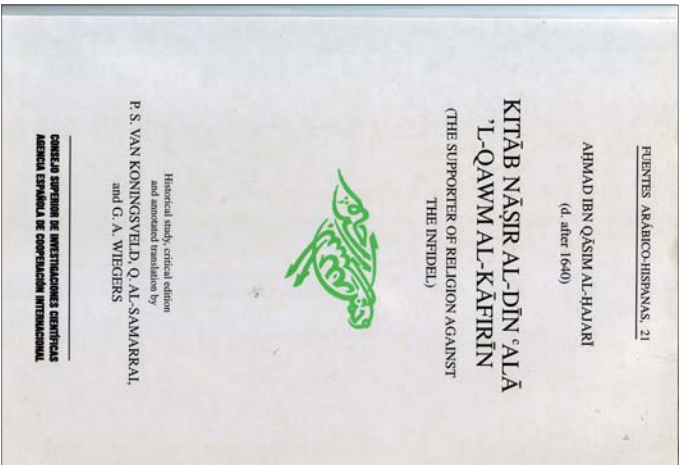 FUENTES ARÁBICO-HISPANAS, 21
AḤMAD IBN QĀSIM AL-ḤAJARĪ
(d. after 1640)
KITĀB NĀṢIR AL-DĪN ʿALĀ
ʾL-QAWM AL-KĀFIRĪN
(THE SUPPORTER OF RELIGION AGAINST
THE INFIDEL)
Historical study, critical edition
and annotated translation by
P. S. VAN KONINGSVELD, Q. AL-SAMARRAI,
and G. A. WIEGERS
CONSEJO SUPERIOR DE INVESTIGACIONES CIENTÍFICAS
AGENCIA ESPAÑOLA DE COOPERACIÓN INTERNACIONAL